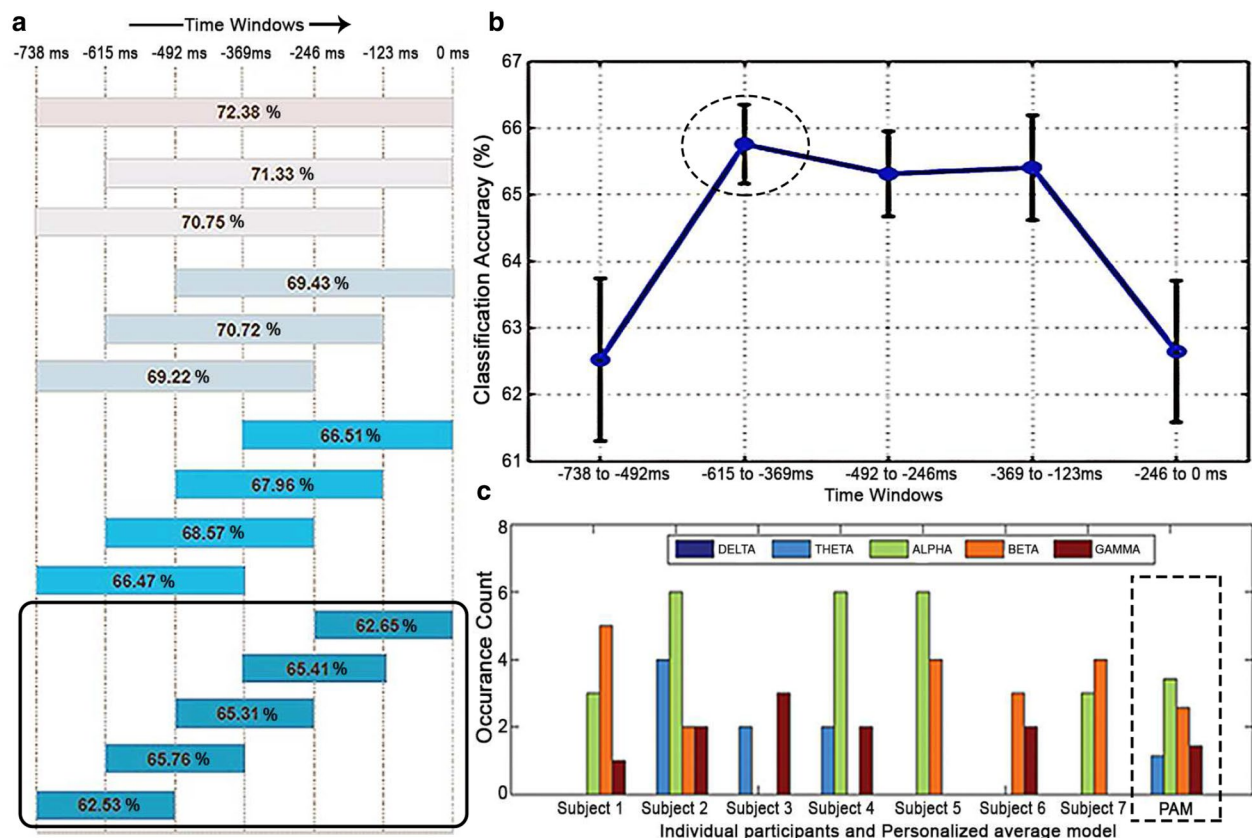 a
Time Windows
-738 ms -615 ms -492 ms -369ms -246 ms -123 ms 0 ms
72.38 %
71.33 %
70.75 %
69.43 %
70.72 %
69.22 %
66.51 %
67.96 %
68.57 %
66.47 %
62.65 %
65.41 %
65.31 %
65.76 %
62.53 %
b
Classification Accuracy (%)
67
66
65
64
63
62
61
-738 to -492ms -615 to -369ms -492 to -246ms -369 to -123ms -246 to 0 ms
Time Windows
c
Occurance Count
8
6
4
2
0
DELTA THETA ALPHA BETA GAMMA
Subject 1 Subject 2 Subject 3 Subject 4 Subject 5 Subject 6 Subject 7 PAM
Individual participants and Personalized average model